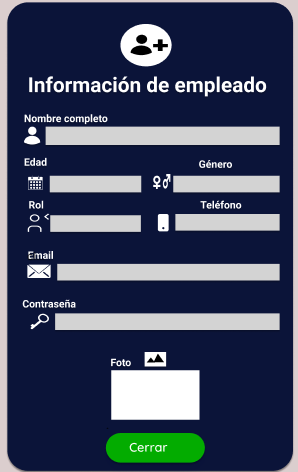 Información de empleado
Nombre completo
Edad
Género
Rol
Teléfono
Email
Contraseña
Foto
Cerrar